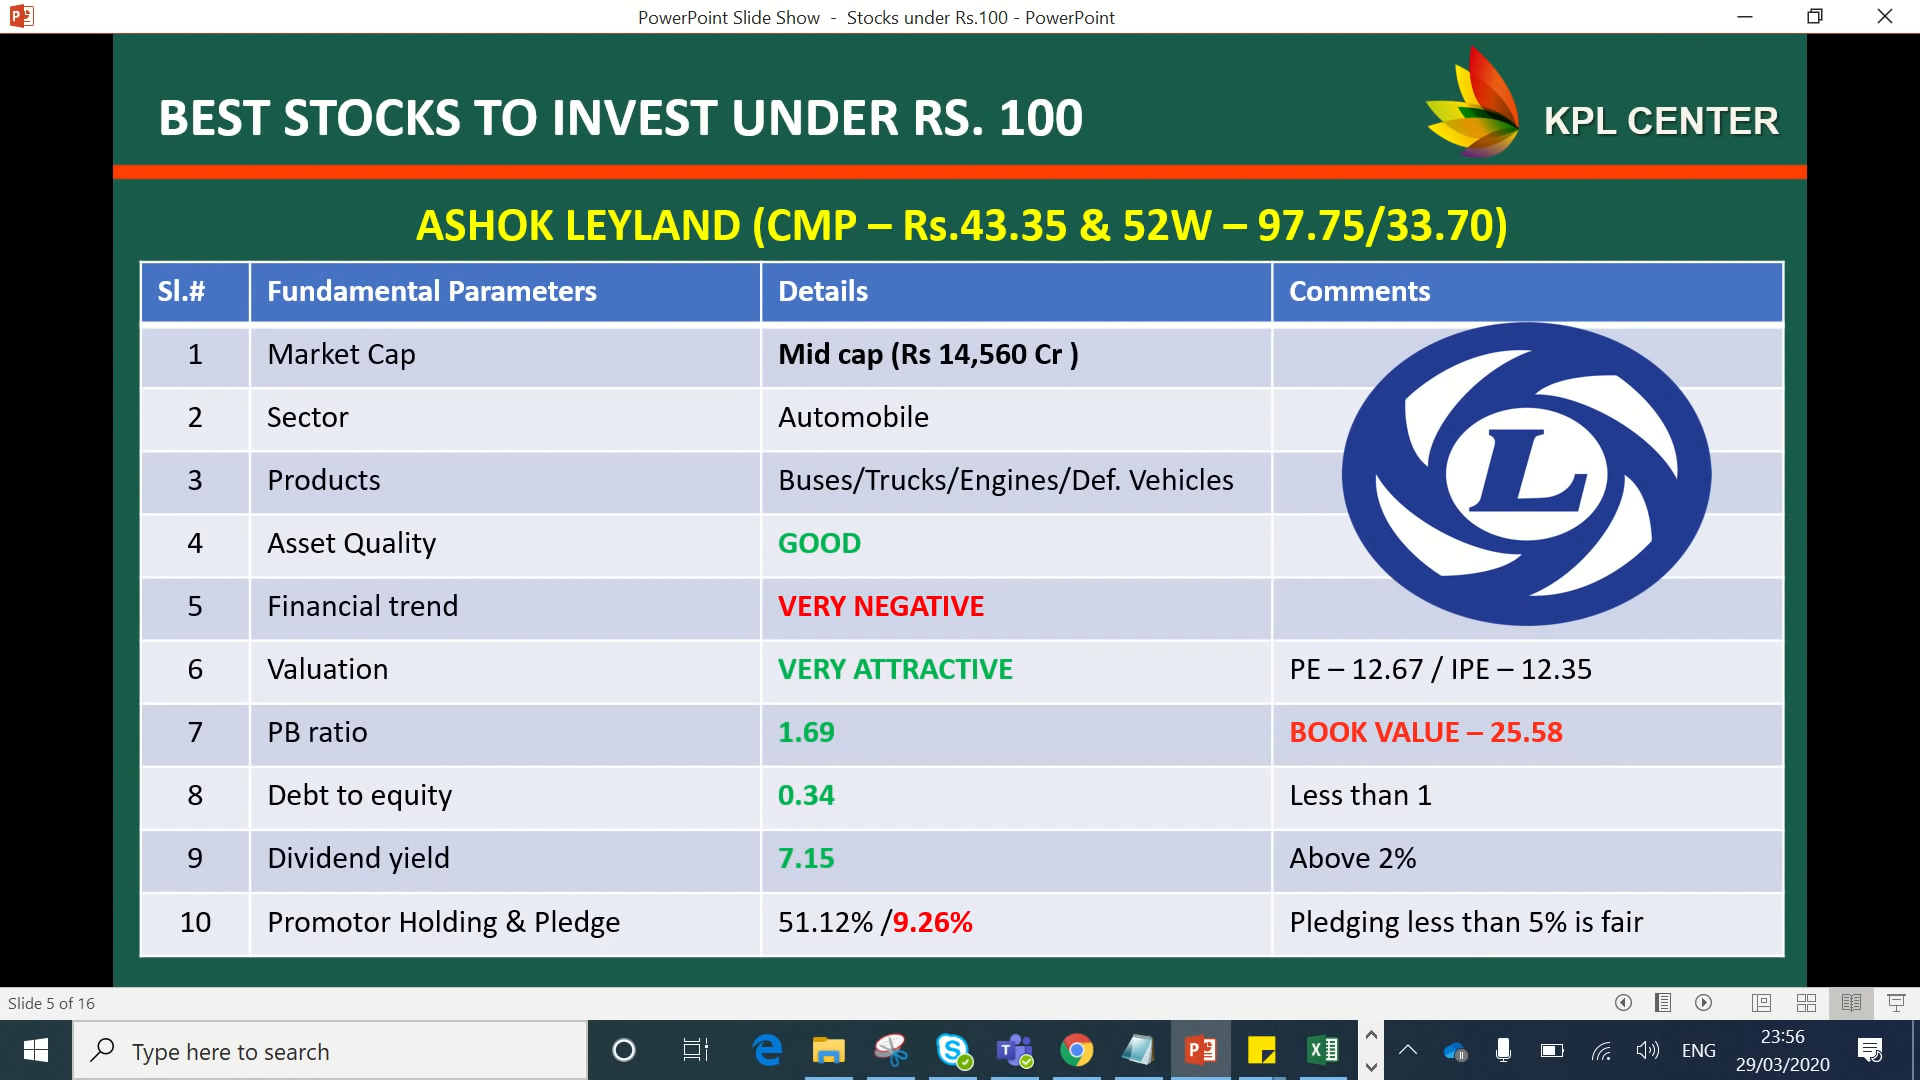 PowerPoint Slide Show - Stocks under Rs.100 - PowerPoint
BEST STOCKS TO INVEST UNDER RS. 100
KPL CENTER
ASHOK LEYLAND (CMP – Rs.43.35 & 52W – 97.75/33.70)
Sl.# Fundamental Parameters Details Comments
1 Market Cap Mid cap (Rs 14,560 Cr )
2 Sector Automobile
3 Products Buses/Trucks/Engines/Def. Vehicles
L
4 Asset Quality GOOD
5 Financial trend VERY NEGATIVE
6 Valuation VERY ATTRACTIVE PE – 12.67 / IPE – 12.35
7 PB ratio 1.69 BOOK VALUE – 25.58
8 Debt to equity 0.34 Less than 1
9 Dividend yield 7.15 Above 2%
10 Promotor Holding & Pledge 51.12% /9.26% Pledging less than 5% is fair
Slide 5 of 16
Type here to search
ENG
23:56
29/03/2020